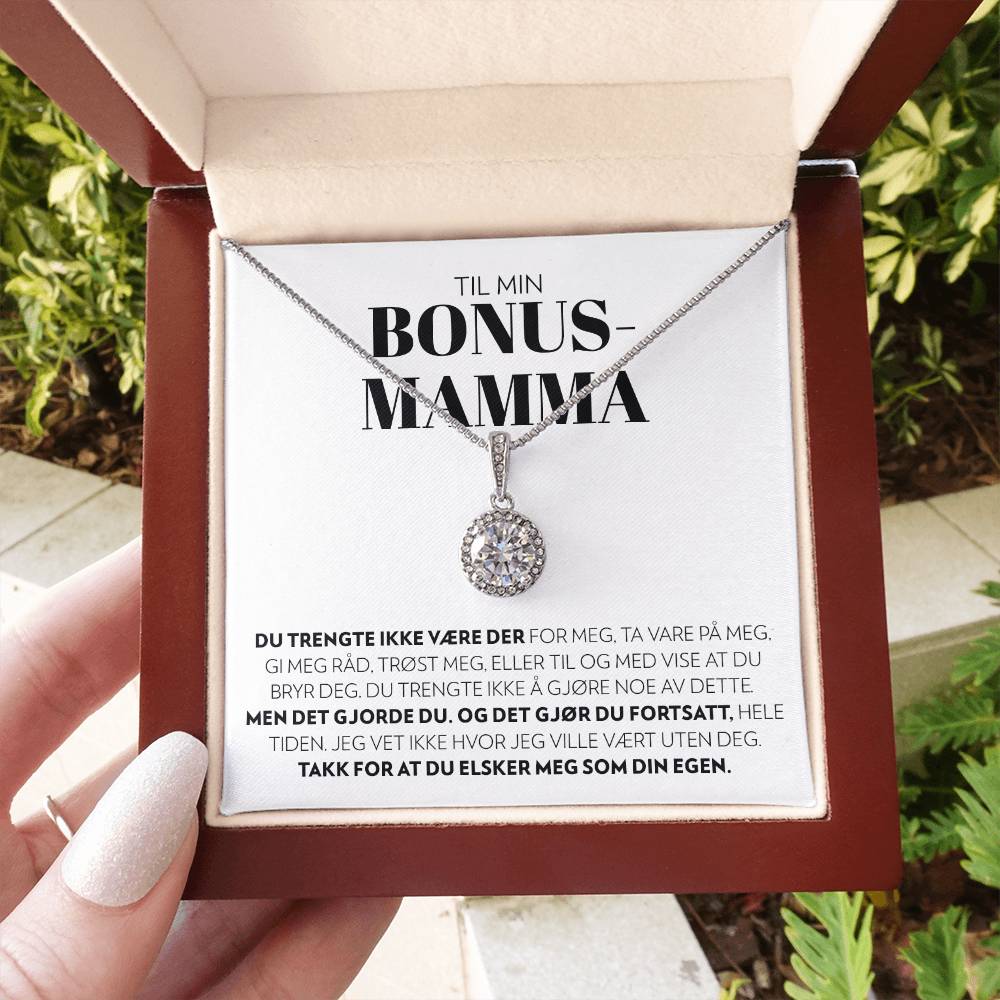 TIL MIN
BONUS-
MAMMA
DU TRENGTE IKKE VÆRE DER FOR MEG, TA VARE PÅ MEG,
GI MEG RÅD, TRØST MEG, ELLER TIL OG MED VISE AT DU
BRYR DEG. DU TRENGTE IKKE Å GJØRE NOE AV DETTE.
MEN DET GJORDE DU. OG DET GJØR DU FORTSATT, HELE
TIDEN. JEG VET IKKE HVOR JEG VILLE VÆRT UTEN DEG.
TAKK FOR AT DU ELSKER MEG SOM DIN EGEN.